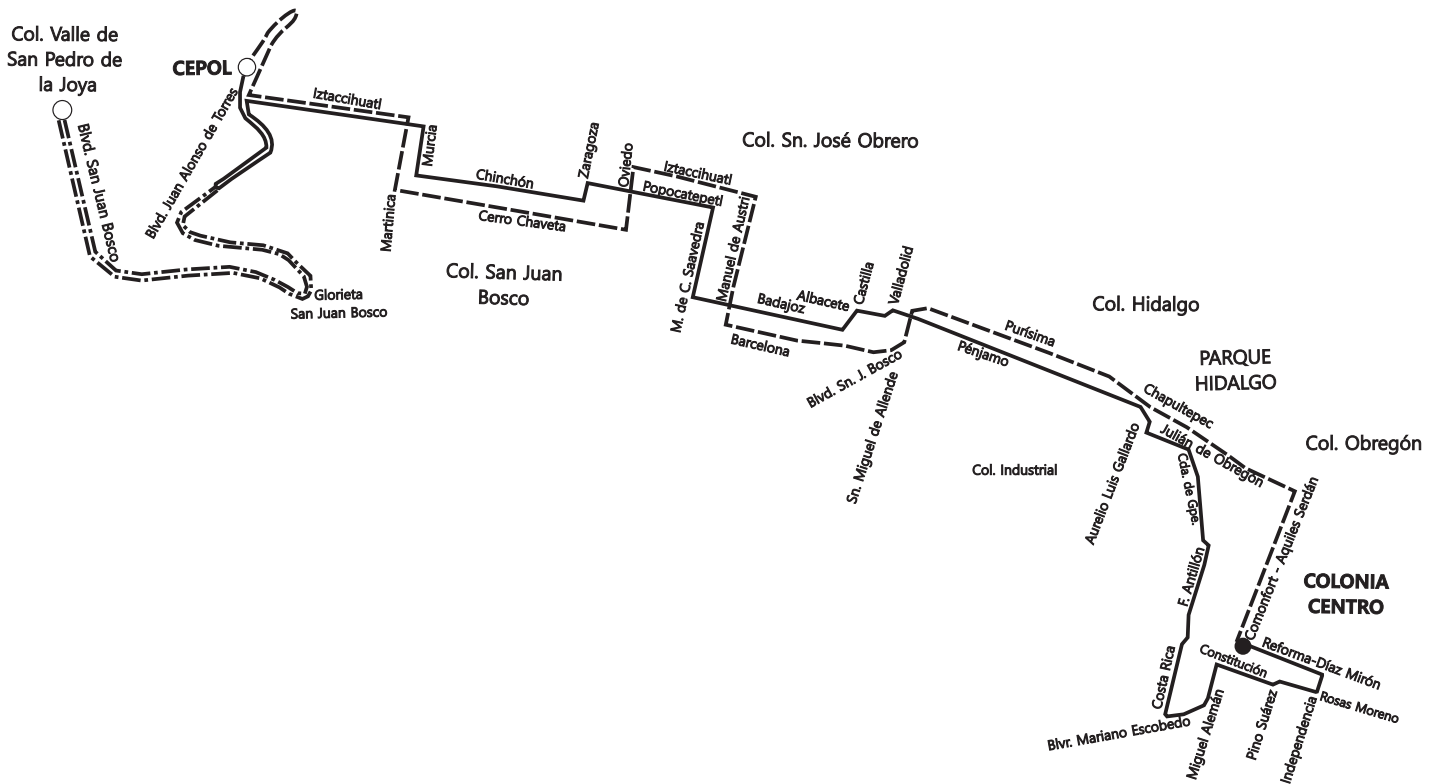 Col. Valle de
San Pedro de
la Joya
CEPOL
Blvd. San Juan Bosco
Blvd. Juan Alonso de Torres
Iztaccihuatl
Murcia
Martinica
Chinchón
Cerro Chaveta
Zaragoza
Oviedo
Iztaccihuatl
Popocatepetl
Col. Sn. José Obrero
Glorieta
San Juan Bosco
Col. San Juan
Bosco
M. de C. Saavedra
Manuel de Austri
Badajoz
Albacete
Castilla
Valladolid
Barcelona
Blvd. Sn. J. Bosco
Sn. Miguel de Allende
Purísima
Pénjamo
Col. Hidalgo
PARQUE
HIDALGO
Chapultepec
Julián de Obregón
Col. Obregón
Col. Industrial
Aurelio Luis Gallardo
Cda. de Gpe.
F. Antillón
Comonfort - Aquiles Serdán
COLONIA
CENTRO
Costa Rica
Constitución
Reforma-Díaz Mirón
Rosas Moreno
Blvr. Mariano Escobedo
Miguel Alemán
Pino Suárez
Independencia